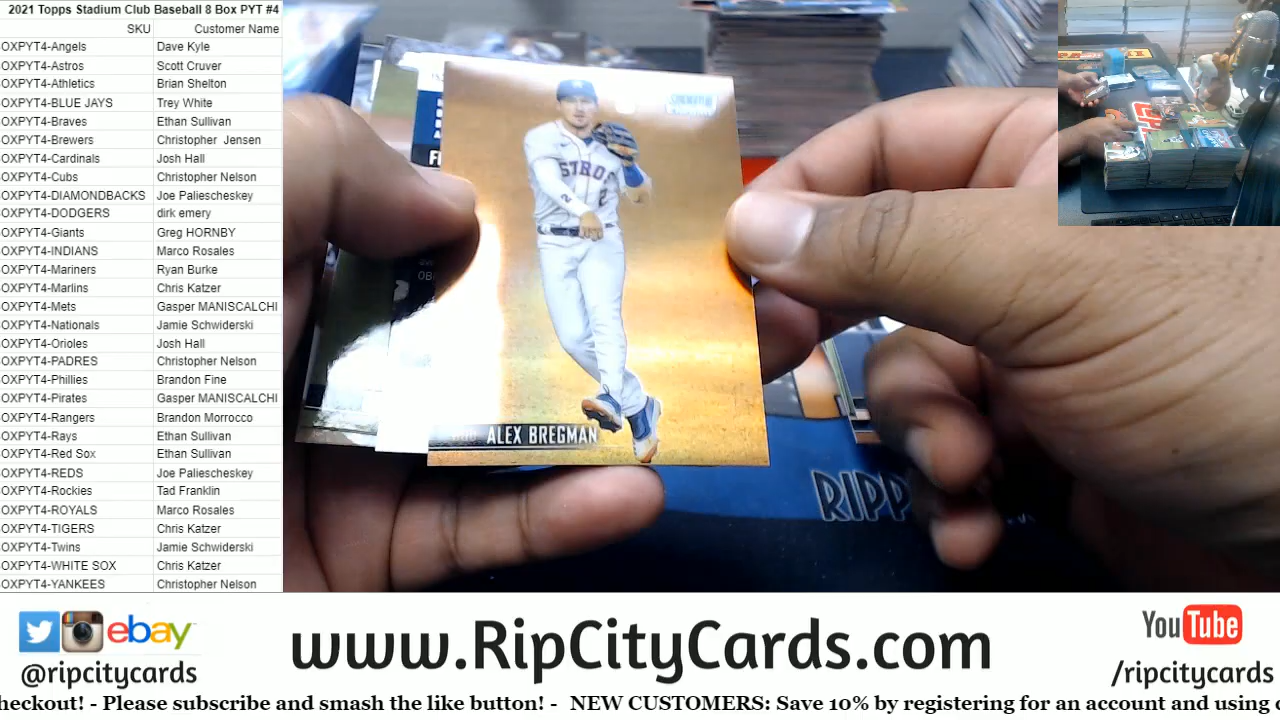 2021 Topps Stadium Club Baseball 8 Box PYT #4
SKU Customer Name
OXPYT4-Angels Dave Kyle
OXPYT4-Astros Scott Cruver
OXPYT4-Athletics Brian Shelton
OXPYT4-BLUE JAYS Trey White
OXPYT4-Braves Ethan Sullivan
OXPYT4-Brewers Christopher Jensen
OXPYT4-Cardinals Josh Hall
OXPYT4-Cubs Christopher Nelson
OXPYT4-DIAMONDBACKS Joe Paliescheskey
OXPYT4-DODGERS dirk emery
OXPYT4-Giants Greg HORNBY
OXPYT4-INDIANS Marco Rosales
OXPYT4-Mariners Ryan Burke
OXPYT4-Marlins Chris Katzer
OXPYT4-Mets Gasper MANISCALCHI
OXPYT4-Nationals Jamie Schwiderski
OXPYT4-Orioles Josh Hall
OXPYT4-PADRES Christopher Nelson
OXPYT4-Phillies Brandon Fine
OXPYT4-Pirates Gasper MANISCALCHI
OXPYT4-Rangers Brandon Morrocco
OXPYT4-Rays Ethan Sullivan
OXPYT4-Red Sox Ethan Sullivan
OXPYT4-REDS Joe Paliescheskey
OXPYT4-Rockies Tad Franklin
OXPYT4-ROYALS Marco Rosales
OXPYT4-TIGERS Chris Katzer
OXPYT4-Twins Jamie Schwiderski
OXPYT4-WHITE SOX Chris Katzer
OXPYT4-YANKEES Christopher Nelson
STROS
2
ALEX BREGMAN
RIPP
ebay
@ripcitycards
www.RipCityCards.com
YouTube
/ripcitycards
heckout! - Please subscribe and smash the like button! - NEW CUSTOMERS: Save 10% by registering for an account and using